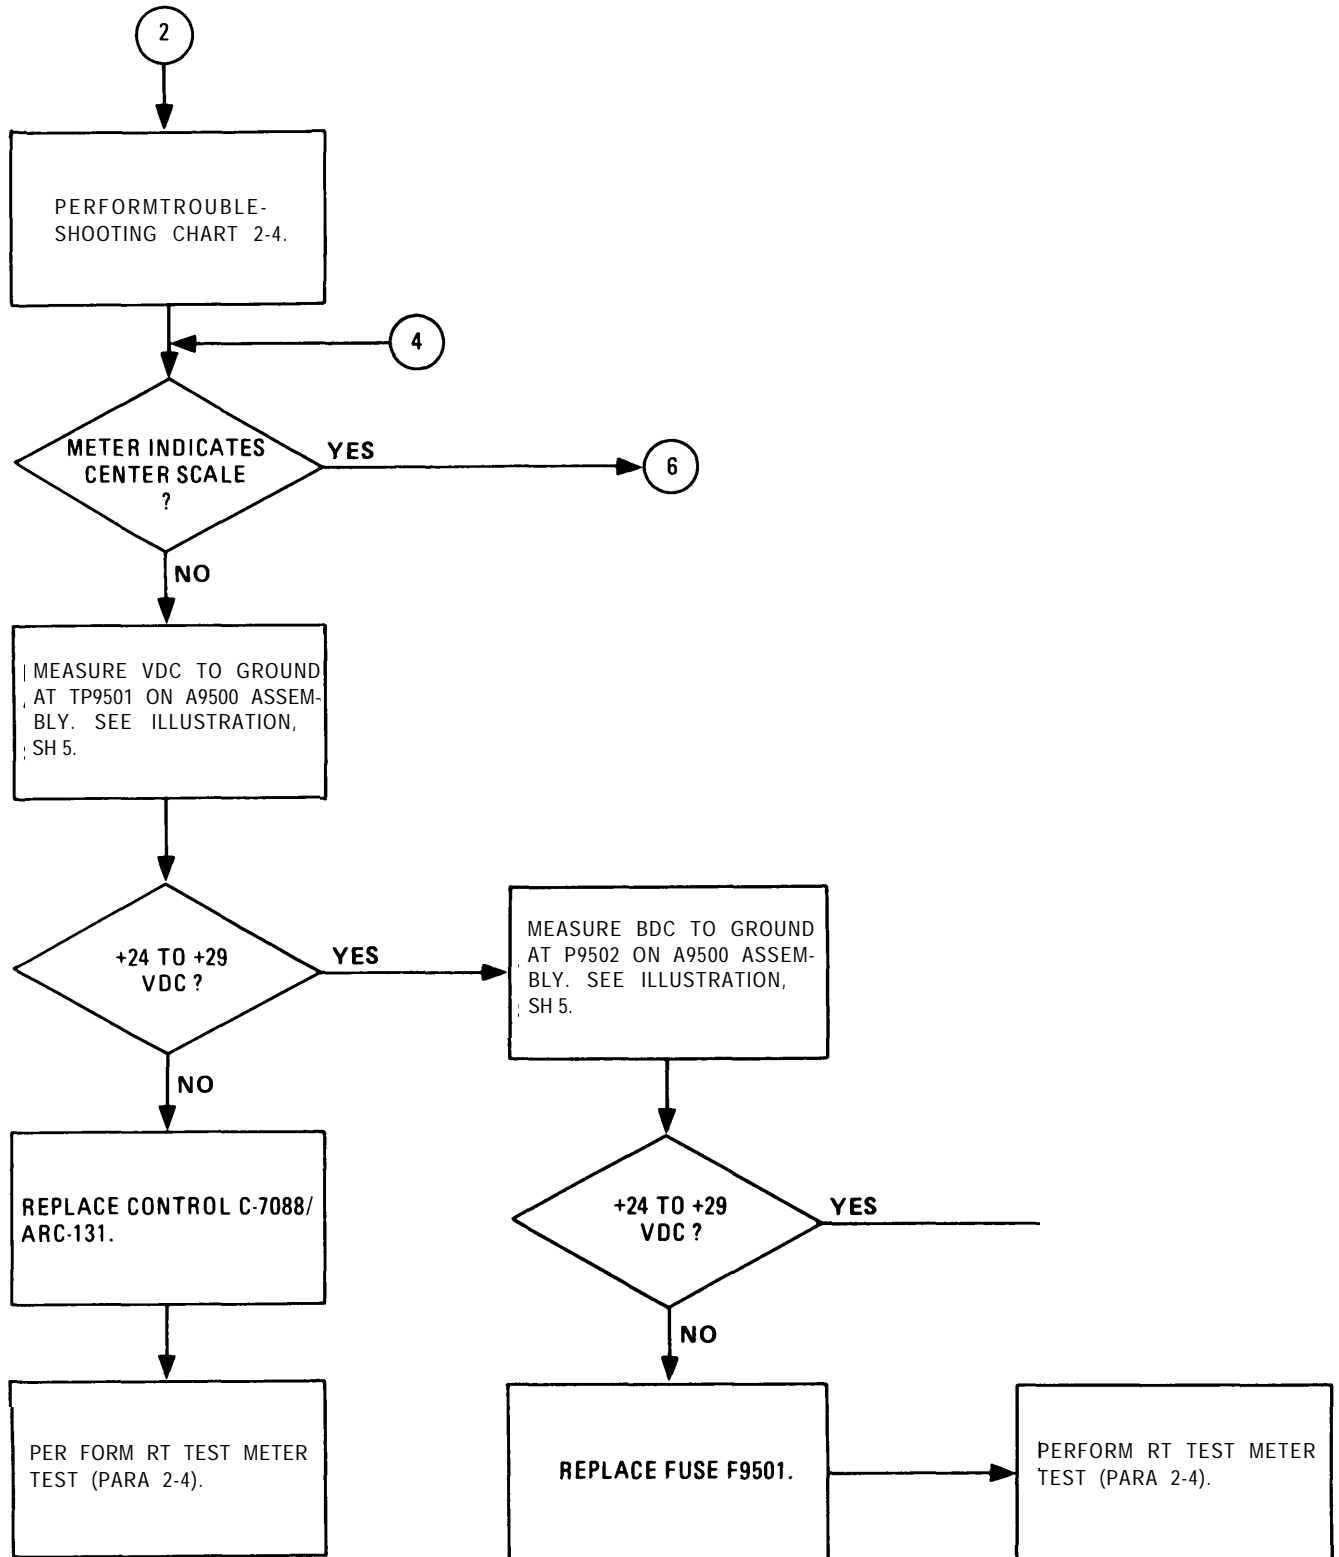 2
PERFORMTROUBLE-
SHOOTING CHART 2-4.
4
METER INDICATES
CENTER SCALE
?
YES
6
NO
MEASURE VDC TO GROUND
AT TP9501 ON A9500 ASSEM-
BLY. SEE ILLUSTRATION,
SH 5.
+24 TO +29
VDC ?
YES
MEASURE BDC TO GROUND
AT P9502 ON A9500 ASSEM-
BLY. SEE ILLUSTRATION,
SH 5.
NO
REPLACE CONTROL C-7088/
ARC-131.
+24 TO +29
VDC ?
YES
NO
PER FORM RT TEST METER
TEST (PARA 2-4).
REPLACE FUSE F9501.
PERFORM RT TEST METER
TEST (PARA 2-4).